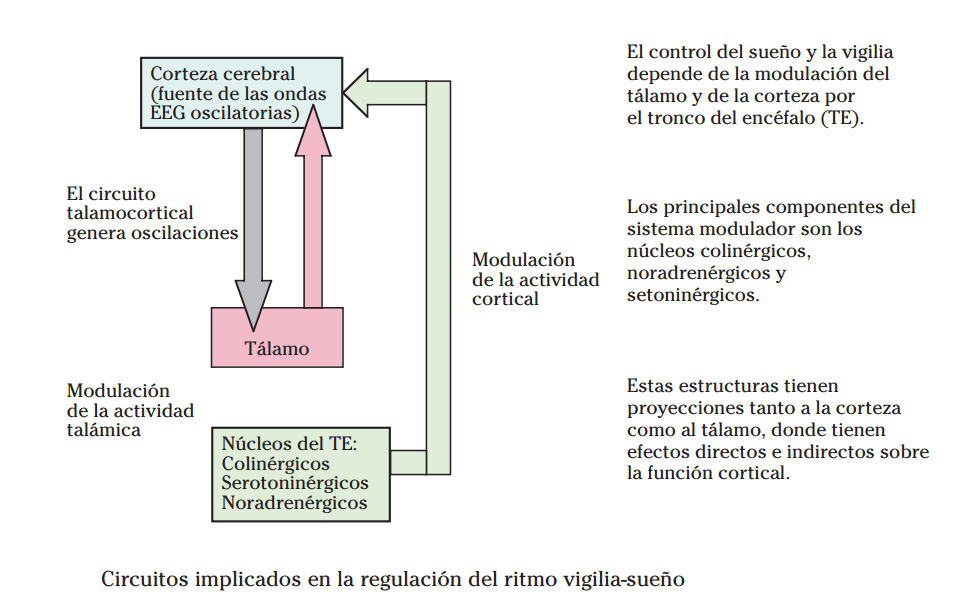 Corteza cerebral
(fuente de las ondas
EEG oscilatorias)
El circuito
talamocortical
genera oscilaciones
Tálamo
Modulación
de la actividad
cortical
Modulación
de la actividad
talámica
Núcleos del TE:
Colinérgicos
Serotoninérgicos
Noradrenérgicos
El control del sueño y la vigilia
depende de la modulación del
tálamo y de la corteza por
el tronco del encéfalo (TE).
Los principales componentes del
sistema modulador son los
núcleos colinérgicos,
noradrenérgicos y
setoninérgicos.
Estas estructuras tienen
proyecciones tanto a la corteza
como al tálamo, donde tienen
efectos directos e indirectos sobre
la función cortical.
Circuitos implicados en la regulación del ritmo vigilia-sueño